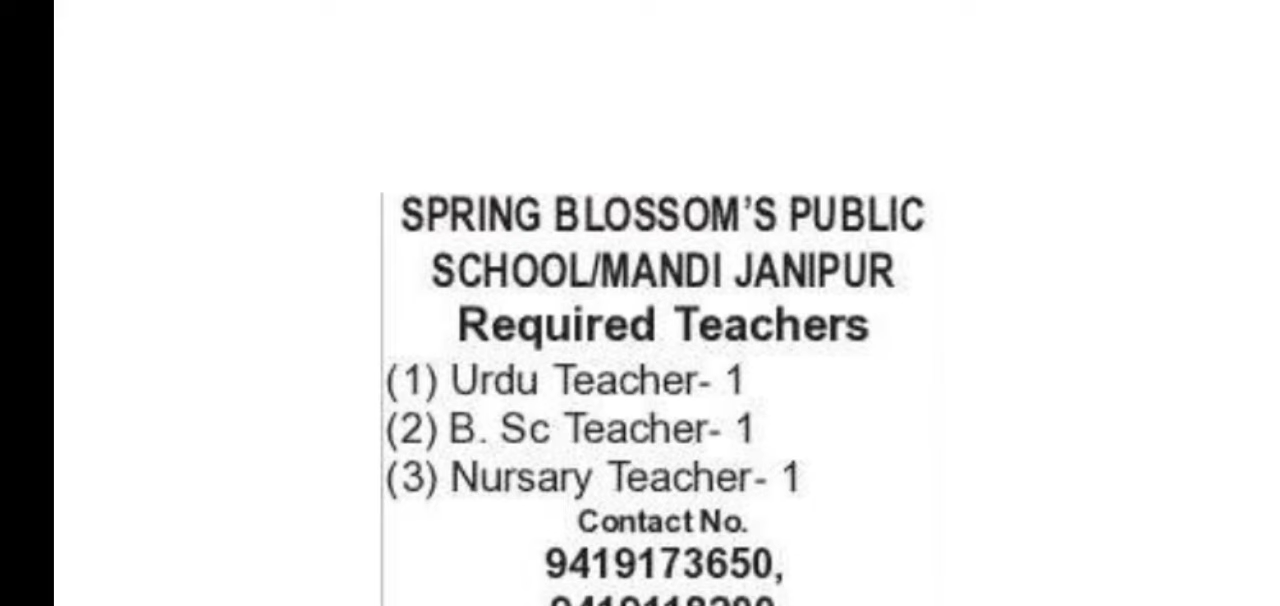 SPRING BLOSSOM'S PUBLIC
SCHOOL/MANDI JANIPUR
Required Teachers
(1) Urdu Teacher- 1
(2) B. Sc Teacher- 1
(3) Nursary Teacher- 1
Contact No.
9419173650,